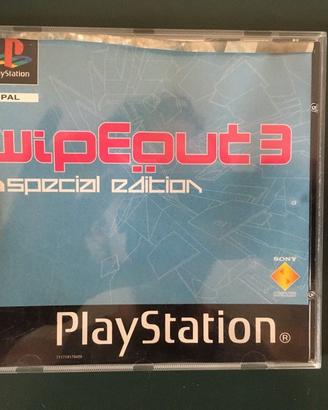 PlayStation
PAL
wipEout 3
special edition
SONY
PlayStation®